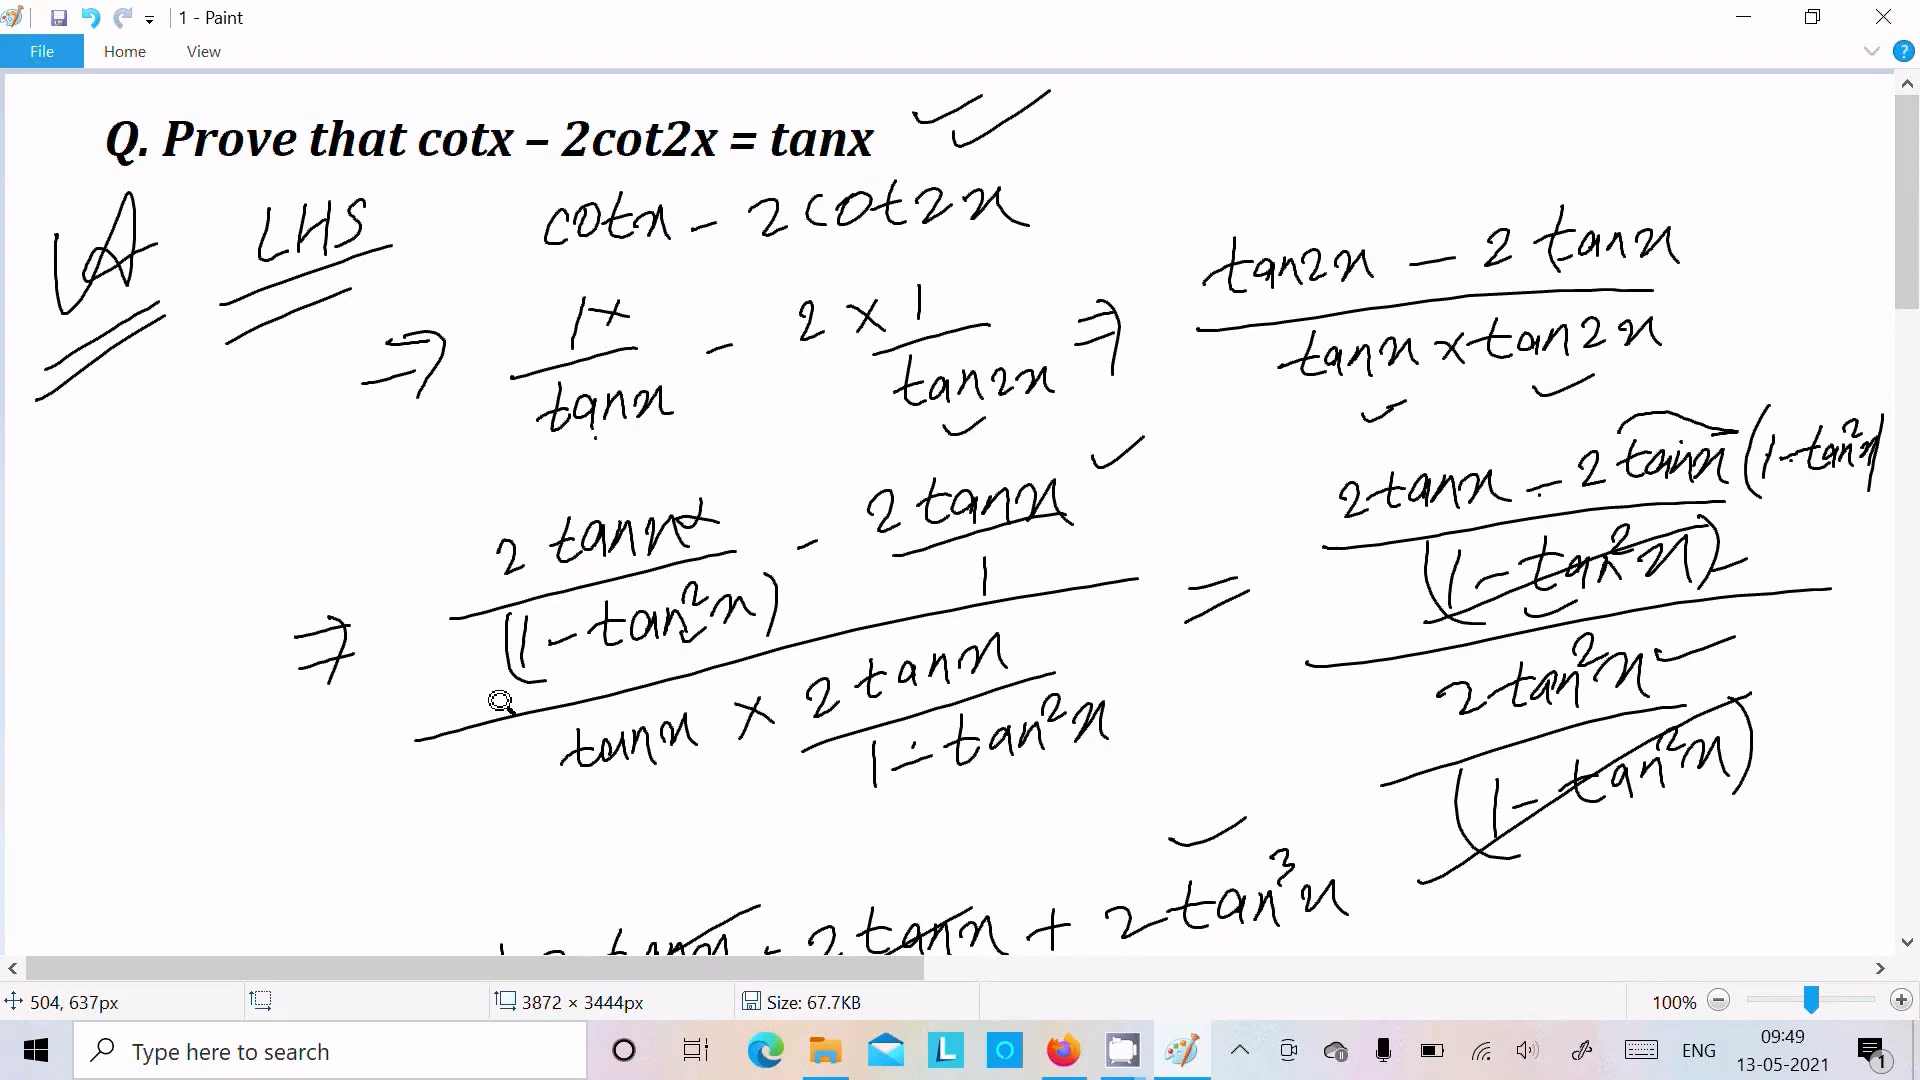 1 - Paint
File Home View
Q. Prove that cotx – 2cot2x = tanx
LHS cotx - 2cot2x
⇒ 1/tanx - 2 × 1/tan2x ⇒ (tan2x - 2tanx)/(tanx × tan2x)
⇒ (2tanx/(1-tan²x) - 2tanx/1)/(tanx × 2tanx/(1-tan²x)) = ((2tanx - 2tanx(1-tan²x))/(1-tan²x))/(2tan²x/(1-tan²x))
tanx - 2tanx + 2tan³x
504, 637px 3872 × 3444px Size: 67.7KB 100%
Type here to search
ENG
09:49
13-05-2021
1